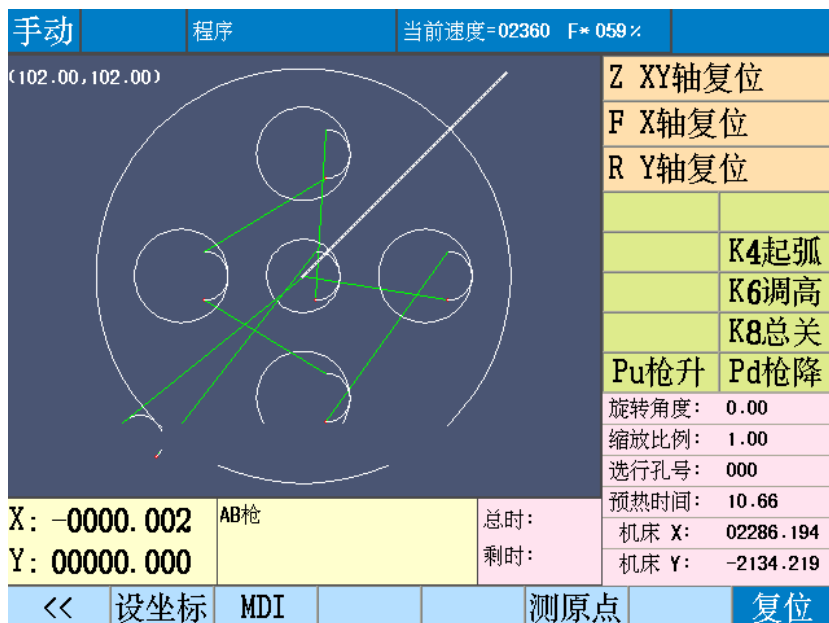 手动 程序 当前速度=02360 F* 059%
(102.00,102.00)
Z XY轴复位
F X轴复位
R Y轴复位
K4起弧
K6调高
K8总关
Pu枪升 Pd枪降
旋转角度: 0.00
缩放比例: 1.00
选行孔号: 000
预热时间: 10.66
机床 X: 02286.194
机床 Y: -2134.219
X: -0000.002
Y: 00000.000
AB枪
总时:
剩时:
<< 设坐标 MDI 测原点 复位